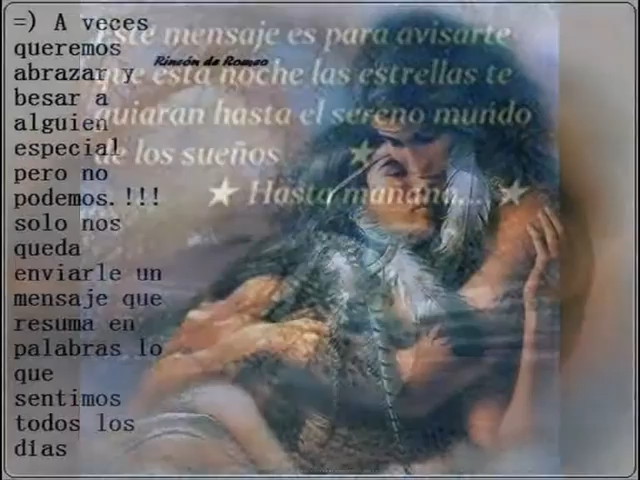 =) A veces
queremos
abrazar y
besar a
alguien
especial
pero no
podemos.!!!
solo nos
queda
enviarle un
mensaje que
resuma en
palabras lo
que
sentimos
todos los
dias
Este mensaje es para avisarte
Rincón de Romeo
que esta noche las estrellas te
guiaran hasta el sereno mundo
de los sueños
Hasta mañana...